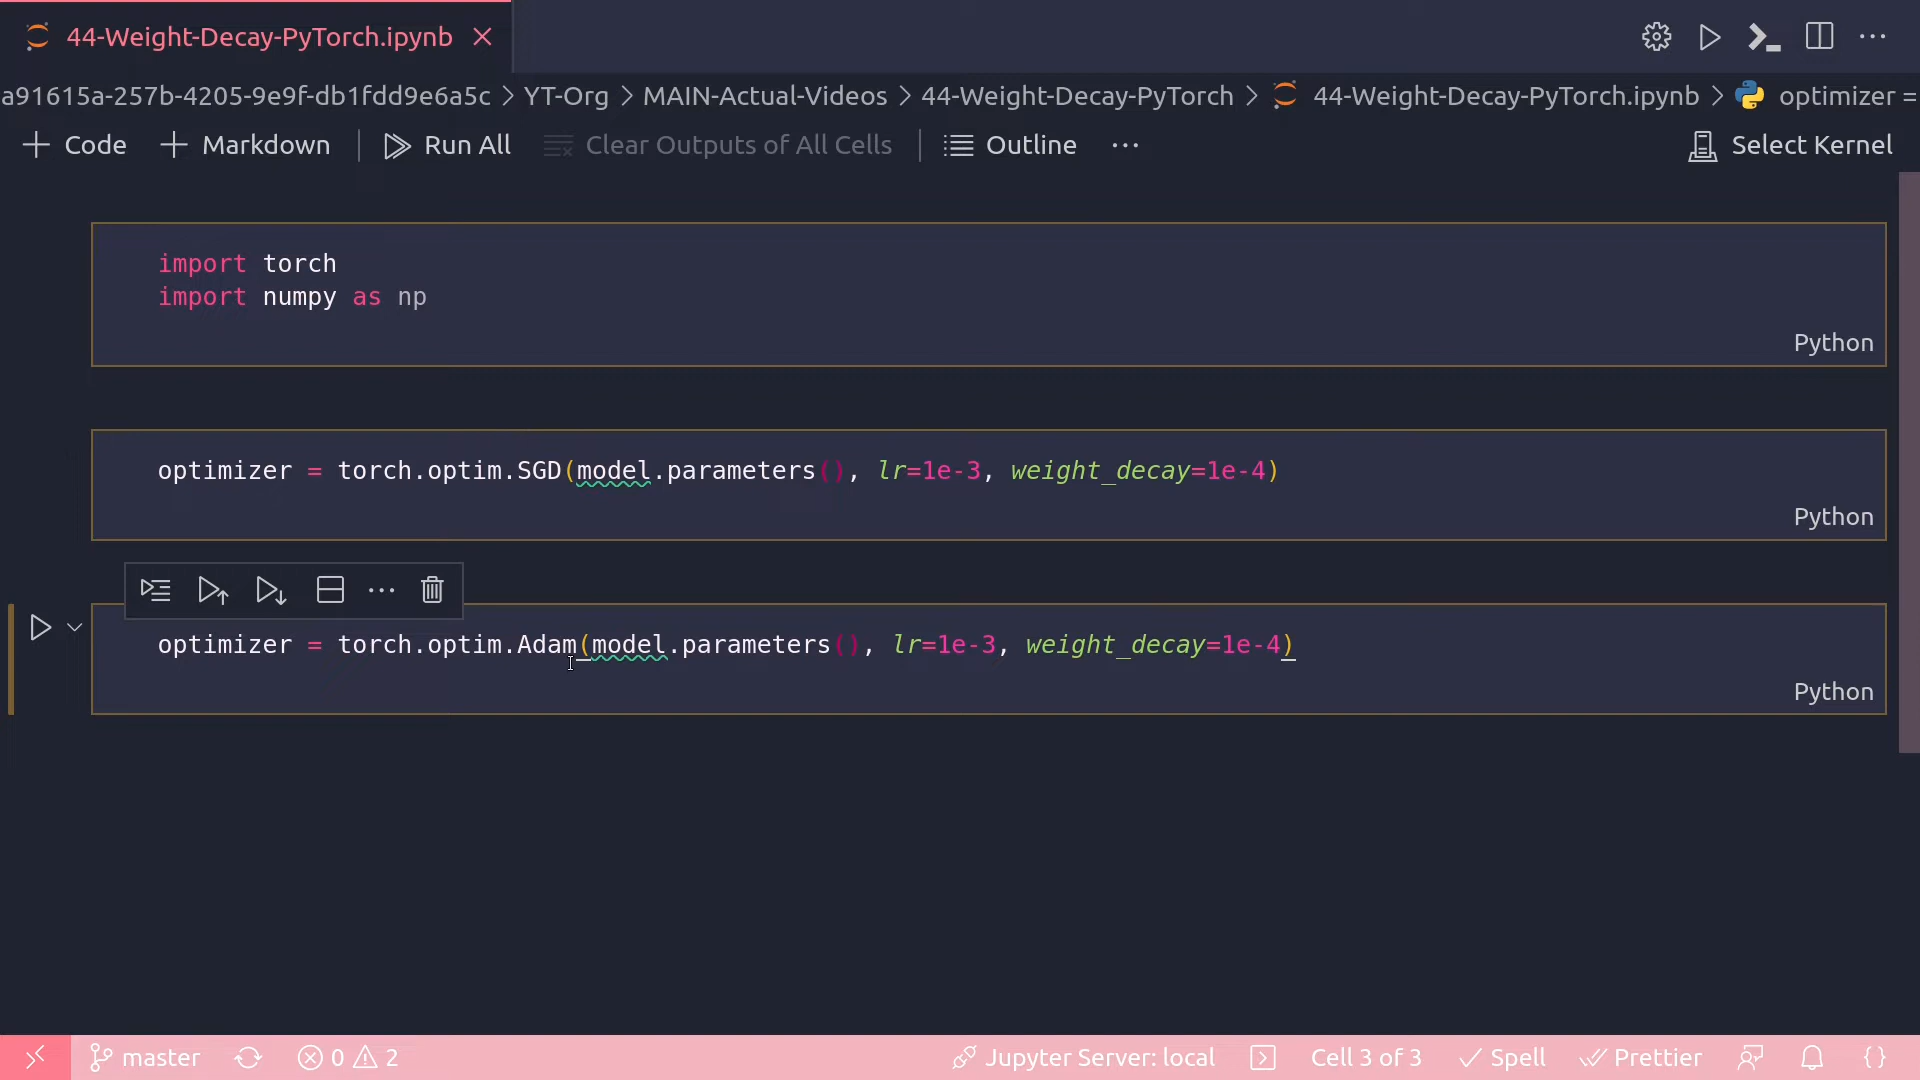 44-Weight-Decay-PyTorch.ipynb
a91615a-257b-4205-9e9f-db1fdd9e6a5c > YT-Org > MAIN-Actual-Videos > 44-Weight-Decay-PyTorch > 44-Weight-Decay-PyTorch.ipynb > optimizer =
+ Code + Markdown | Run All Clear Outputs of All Cells | Outline ... Select Kernel
import torch
import numpy as np
Python
optimizer = torch.optim.SGD(model.parameters(), lr=1e-3, weight_decay=1e-4)
Python
optimizer = torch.optim.Adam(model.parameters(), lr=1e-3, weight_decay=1e-4)
Python
master 0 2 Jupyter Server: local Cell 3 of 3 Spell Prettier